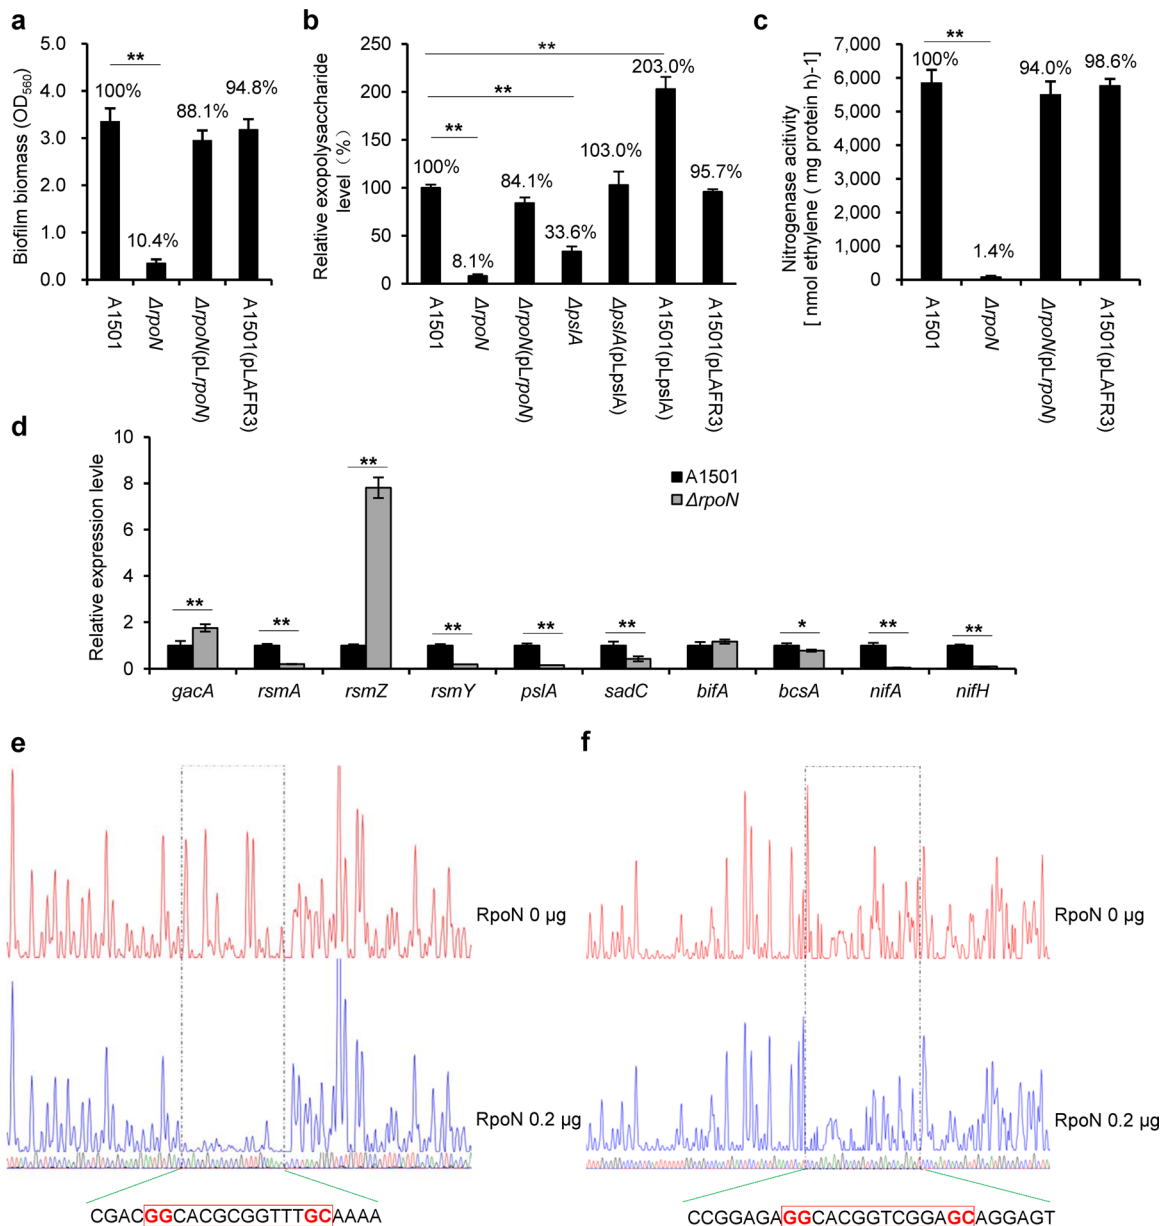 a
Biofilm biomass (OD560)
5.0
4.0
3.0
2.0
1.0
0.0
**
100%
10.4%
88.1%
94.8%
A1501
ΔrpoN
ΔrpoN(pLrpoN)
A1501(pLAFR3)
b
Relative exopolysaccharide
level (%)
250
200
150
100
50
0
**
**
**
100%
8.1%
84.1%
33.6%
103.0%
203.0%
95.7%
A1501
ΔrpoN
ΔrpoN(pLrpoN)
ΔpslA
ΔpslA(pLpslA)
A1501(pLpslA)
A1501(pLAFR3)
c
Nitrogenase acitivity
[ nmol ethylene ( mg protein h)-1]
7,000
6,000
5,000
4,000
3,000
2,000
1,000
0
**
100%
1.4%
94.0%
98.6%
A1501
ΔrpoN
ΔrpoN(pLrpoN)
A1501(pLAFR3)
d
Relative expression levle
10
8
6
4
2
0
A1501
ΔrpoN
**
**
**
**
**
**
*
**
**
gacA
rsmA
rsmZ
rsmY
pslA
sadC
bifA
bcsA
nifA
nifH
e
RpoN 0 µg
RpoN 0.2 µg
CGACGGCACGCGGTTTGCAAAA
f
RpoN 0 µg
RpoN 0.2 µg
CCGGAGAGGCACGGTCGGAGCAGGAGT